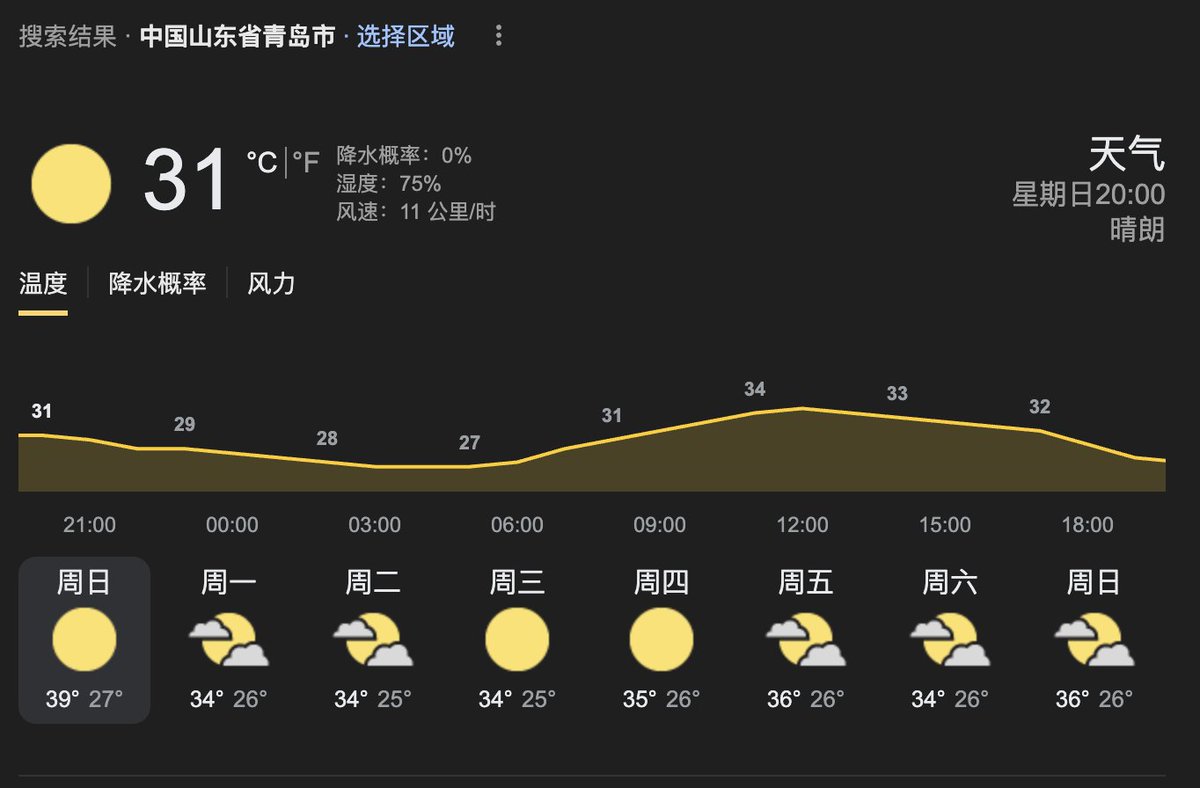 搜索结果 · 中国山东省青岛市 · 选择区域
31 °C | °F
降水概率：0%
湿度：75%
风速：11 公里/时
天气
星期日20:00
晴朗
温度 降水概率 风力
31 29 28 27 31 34 33 32
21:00 00:00 03:00 06:00 09:00 12:00 15:00 18:00
周日 周一 周二 周三 周四 周五 周六 周日
39° 27° 34° 26° 34° 25° 34° 25° 35° 26° 36° 26° 34° 26° 36° 26°